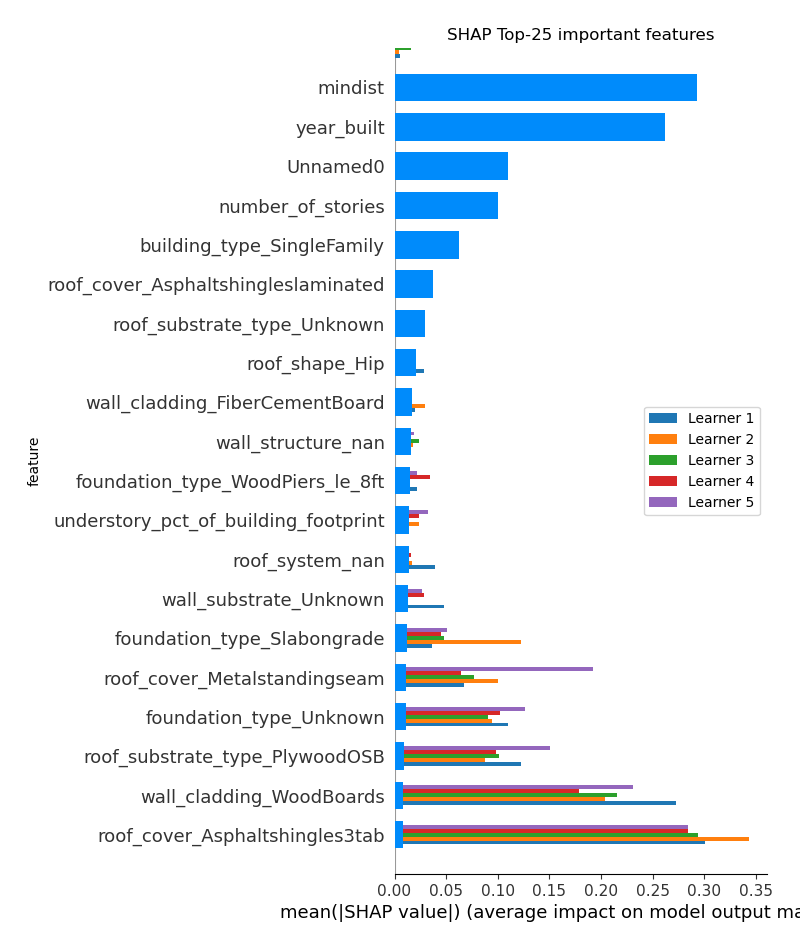 SHAP Top-25 important features
mindist
year_built
Unnamed0
number_of_stories
building_type_SingleFamily
roof_cover_Asphaltshingleslaminated
roof_substrate_type_Unknown
roof_shape_Hip
wall_cladding_FiberCementBoard
wall_structure_nan
foundation_type_WoodPiers_le_8ft
understory_pct_of_building_footprint
roof_system_nan
wall_substrate_Unknown
foundation_type_Slabongrade
roof_cover_Metalstandingseam
foundation_type_Unknown
roof_substrate_type_PlywoodOSB
wall_cladding_WoodBoards
roof_cover_Asphaltshingles3tab
feature
Learner 1
Learner 2
Learner 3
Learner 4
Learner 5
0.00 0.05 0.10 0.15 0.20 0.25 0.30 0.35
mean(|SHAP value|) (average impact on model output ma